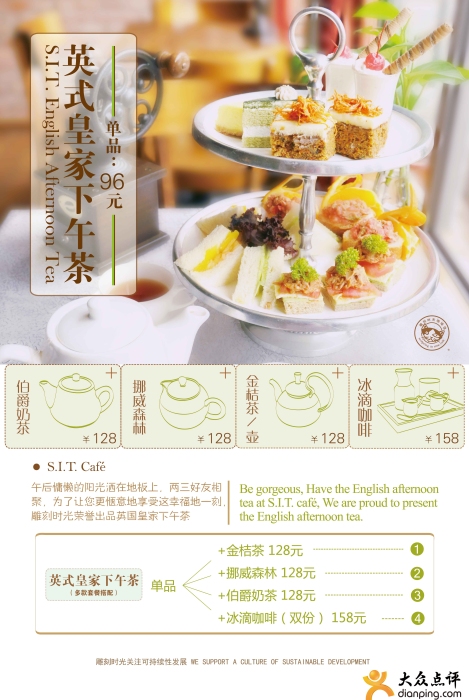 英式皇家下午茶
S.I.T. English Afternoon Tea
单品：96元
伯爵奶茶
+
¥128
挪威森林
+
¥128
金桔茶/壶
+
¥128
冰滴咖啡
+
¥158
● S.I.T. Café
午后慵懒的阳光洒在地板上，两三好友相
聚，为了让您更惬意地享受这幸福地一刻，
雕刻时光荣誉出品英国皇家下午茶
Be gorgeous, Have the English afternoon
tea at S.I.T. café, We are proud to present
the English afternoon tea.
英式皇家下午茶
（多款套餐搭配）
单品
+金桔茶 128元 1
+挪威森林 128元 2
+伯爵奶茶 128元 3
+冰滴咖啡（双份） 158元 4
雕刻时光关注可持续性发展 WE SUPPORT A CULTURE OF SUSTAINABLE DEVELOPMENT
大众点评
dianping.com